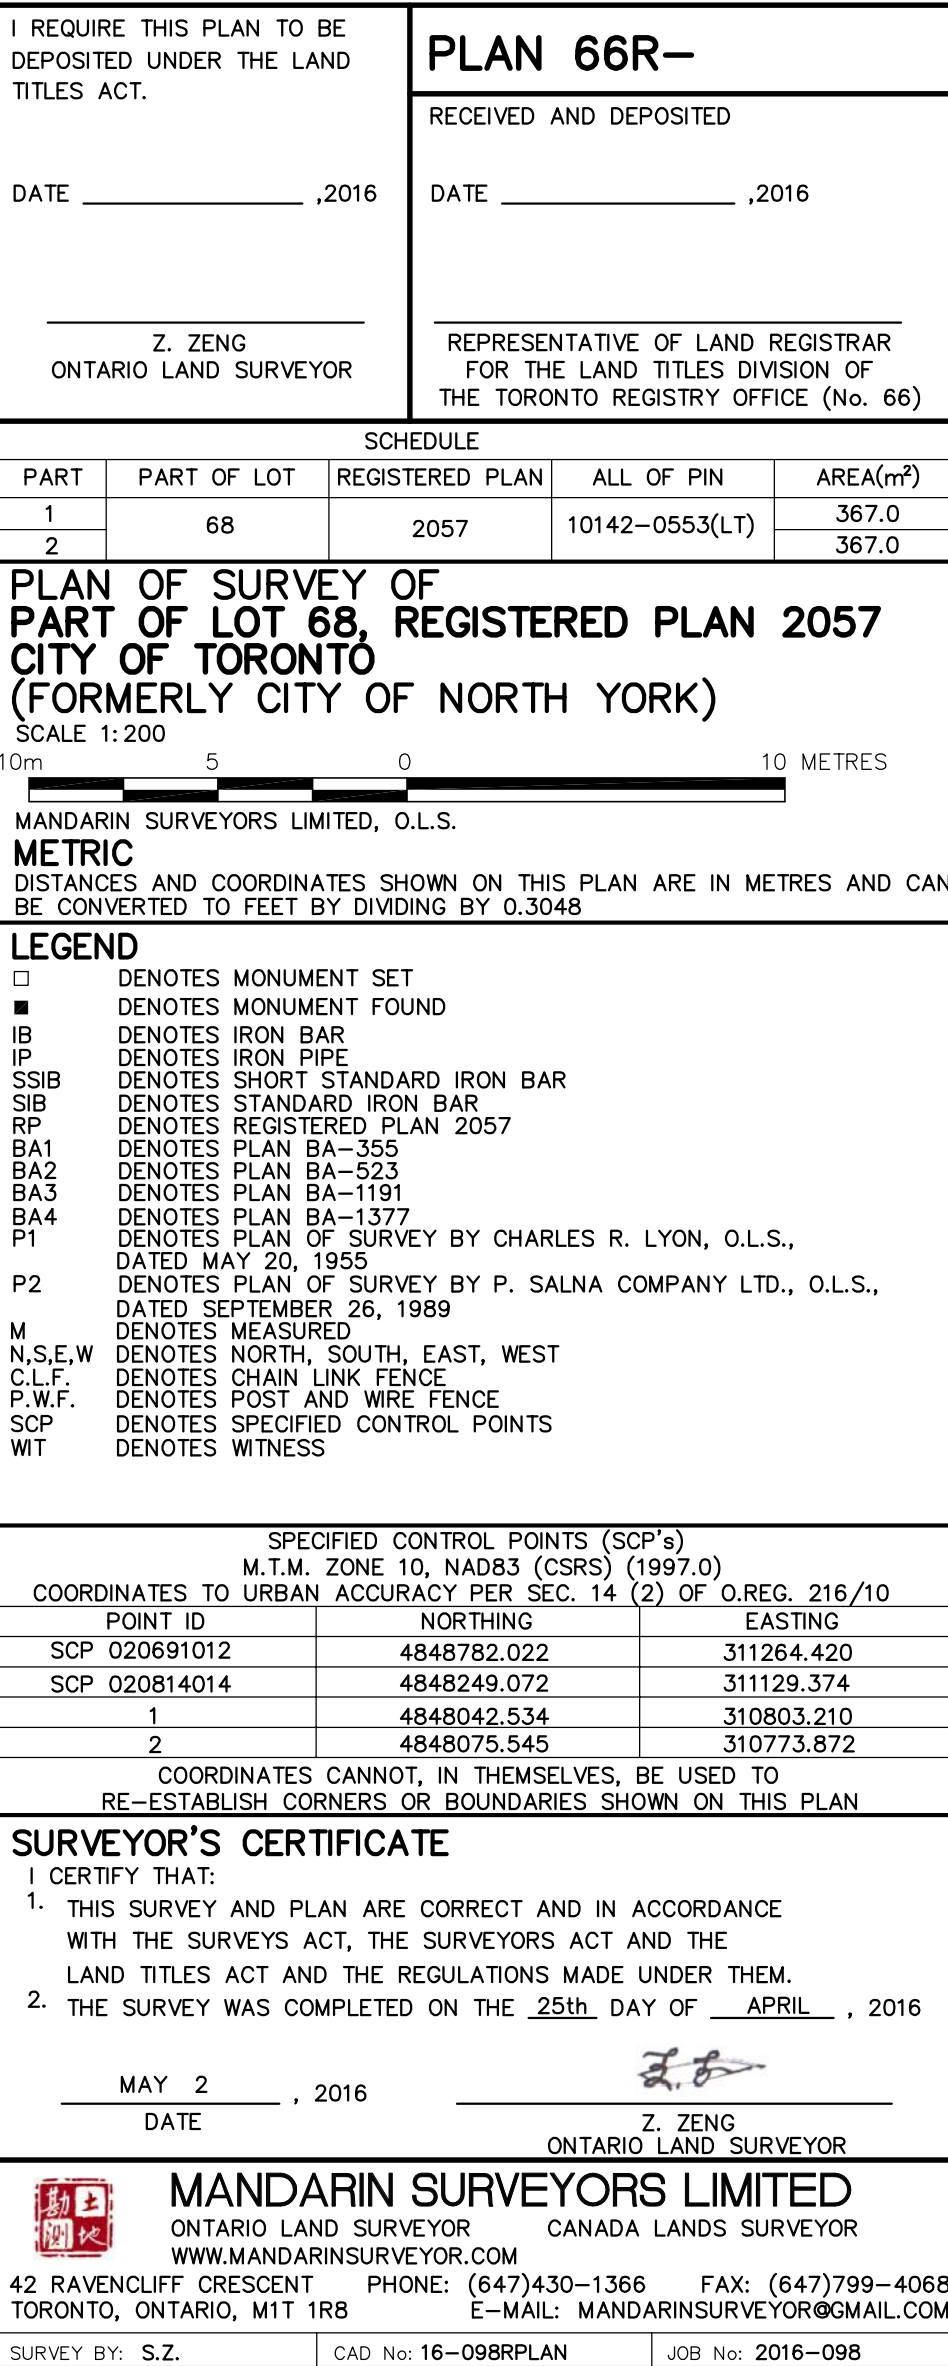 I REQUIRE THIS PLAN TO BE
DEPOSITED UNDER THE LAND
TITLES ACT.
DATE ____________ ,2016
Z. ZENG
ONTARIO LAND SURVEYOR
PLAN 66R-
RECEIVED AND DEPOSITED
DATE ____________ ,2016
REPRESENTATIVE OF LAND REGISTRAR
FOR THE LAND TITLES DIVISION OF
THE TORONTO REGISTRY OFFICE (No. 66)
SCHEDULE
PART PART OF LOT REGISTERED PLAN ALL OF PIN AREA(m²)
1 68 2057 10142-0553(LT) 367.0
2 367.0
PLAN OF SURVEY OF
PART OF LOT 68, REGISTERED PLAN 2057
CITY OF TORONTO
(FORMERLY CITY OF NORTH YORK)
SCALE 1:200
10m 5 0 10 METRES
MANDARIN SURVEYORS LIMITED, O.L.S.
METRIC
DISTANCES AND COORDINATES SHOWN ON THIS PLAN ARE IN METRES AND CAN
BE CONVERTED TO FEET BY DIVIDING BY 0.3048
LEGEND
□ DENOTES MONUMENT SET
■ DENOTES MONUMENT FOUND
IB DENOTES IRON BAR
IP DENOTES IRON PIPE
SSIB DENOTES SHORT STANDARD IRON BAR
SIB DENOTES STANDARD IRON BAR
RP DENOTES REGISTERED PLAN 2057
BA1 DENOTES PLAN BA-355
BA2 DENOTES PLAN BA-523
BA3 DENOTES PLAN BA-1191
BA4 DENOTES PLAN BA-1377
P1 DENOTES PLAN OF SURVEY BY CHARLES R. LYON, O.L.S.,
DATED MAY 20, 1955
P2 DENOTES PLAN OF SURVEY BY P. SALNA COMPANY LTD., O.L.S.,
DATED SEPTEMBER 26, 1989
M DENOTES MEASURED
N,S,E,W DENOTES NORTH, SOUTH, EAST, WEST
C.L.F. DENOTES CHAIN LINK FENCE
P.W.F. DENOTES POST AND WIRE FENCE
SCP DENOTES SPECIFIED CONTROL POINTS
WIT DENOTES WITNESS
SPECIFIED CONTROL POINTS (SCP's)
M.T.M. ZONE 10, NAD83 (CSRS) (1997.0)
COORDINATES TO URBAN ACCURACY PER SEC. 14 (2) OF O.REG. 216/10
POINT ID NORTHING EASTING
SCP 020691012 4848782.022 311264.420
SCP 020814014 4848249.072 311129.374
1 4848042.534 310803.210
2 4848075.545 310773.872
COORDINATES CANNOT, IN THEMSELVES, BE USED TO
RE-ESTABLISH CORNERS OR BOUNDARIES SHOWN ON THIS PLAN
SURVEYOR'S CERTIFICATE
I CERTIFY THAT:
1. THIS SURVEY AND PLAN ARE CORRECT AND IN ACCORDANCE
WITH THE SURVEYS ACT, THE SURVEYORS ACT AND THE
LAND TITLES ACT AND THE REGULATIONS MADE UNDER THEM.
2. THE SURVEY WAS COMPLETED ON THE 25th DAY OF APRIL , 2016
MAY 2 , 2016
DATE
Z. ZENG
ONTARIO LAND SURVEYOR
土地
勘测
MANDARIN SURVEYORS LIMITED
ONTARIO LAND SURVEYOR CANADA LANDS SURVEYOR
WWW.MANDARINSURVEYOR.COM
42 RAVENCLIFF CRESCENT PHONE: (647)430-1366 FAX: (647)799-4068
TORONTO, ONTARIO, M1T 1R8 E-MAIL: MANDARINSURVEYOR@GMAIL.COM
SURVEY BY: S.Z. CAD No: 16-098RPLAN JOB No: 2016-098